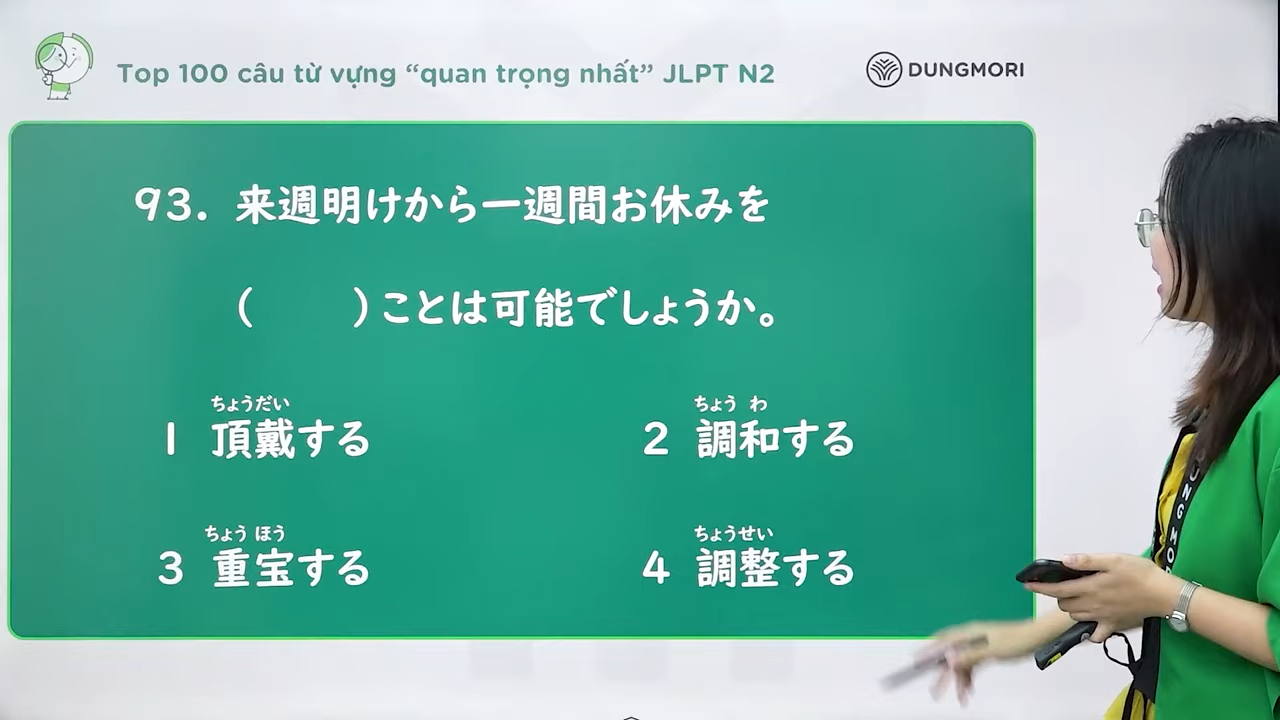 Top 100 câu từ vựng “quan trọng nhất” JLPT N2
DUNGMORI
93. 来週明けから一週間お休みを
(　　　)ことは可能でしょうか。
ちょうだい
1 頂戴する
ちょう わ
2 調和する
ちょう ほう
3 重宝する
ちょうせい
4 調整する